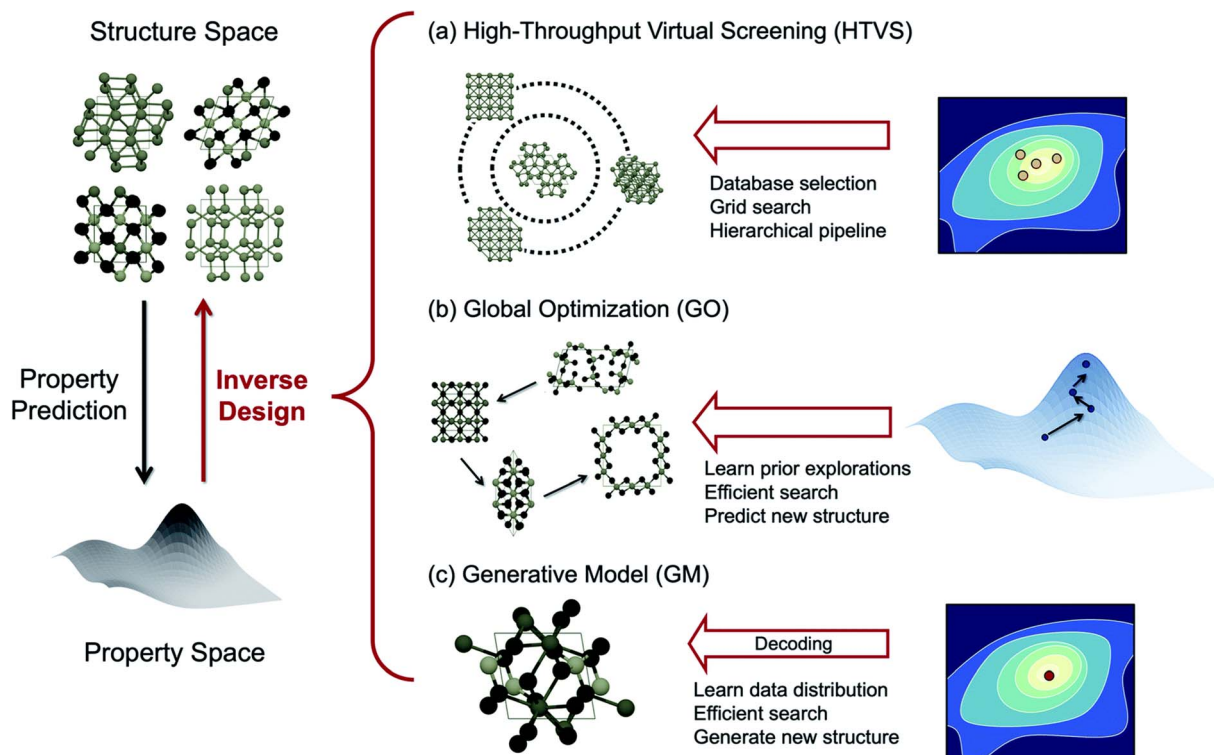 Structure Space
Property
Prediction
Inverse
Design
Property Space
(a) High-Throughput Virtual Screening (HTVS)
Database selection
Grid search
Hierarchical pipeline
(b) Global Optimization (GO)
Learn prior explorations
Efficient search
Predict new structure
(c) Generative Model (GM)
Decoding
Learn data distribution
Efficient search
Generate new structure